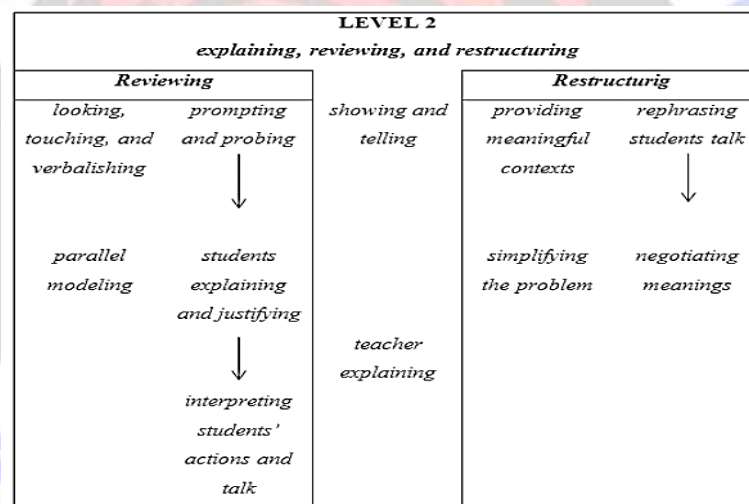 LEVEL 2
explaining, reviewing, and restructuring
Reviewing
looking,
touching, and
verbalishing
prompting
and probing
parallel
modeling
students
explaining
and justifying
interpreting
students'
actions and
talk
showing and
telling
teacher
explaining
Restructurig
providing
meaningful
contexts
rephrasing
students talk
simplifying
the problem
negotiating
meanings